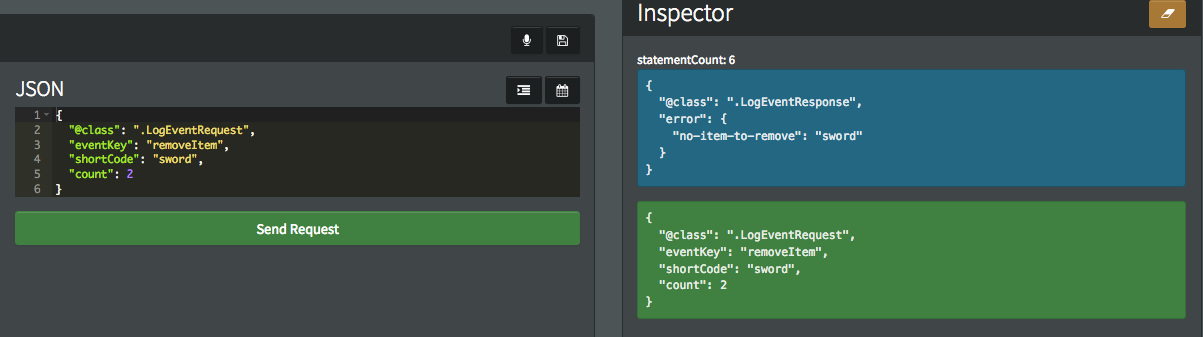 JSON
1 {
2 "@class": ".LogEventRequest",
3 "eventKey": "removeItem",
4 "shortCode": "sword",
5 "count": 2
6 }
Send Request
Inspector
statementCount: 6
{
"@class": ".LogEventResponse",
"error": {
"no-item-to-remove": "sword"
}
}
{
"@class": ".LogEventRequest",
"eventKey": "removeItem",
"shortCode": "sword",
"count": 2
}